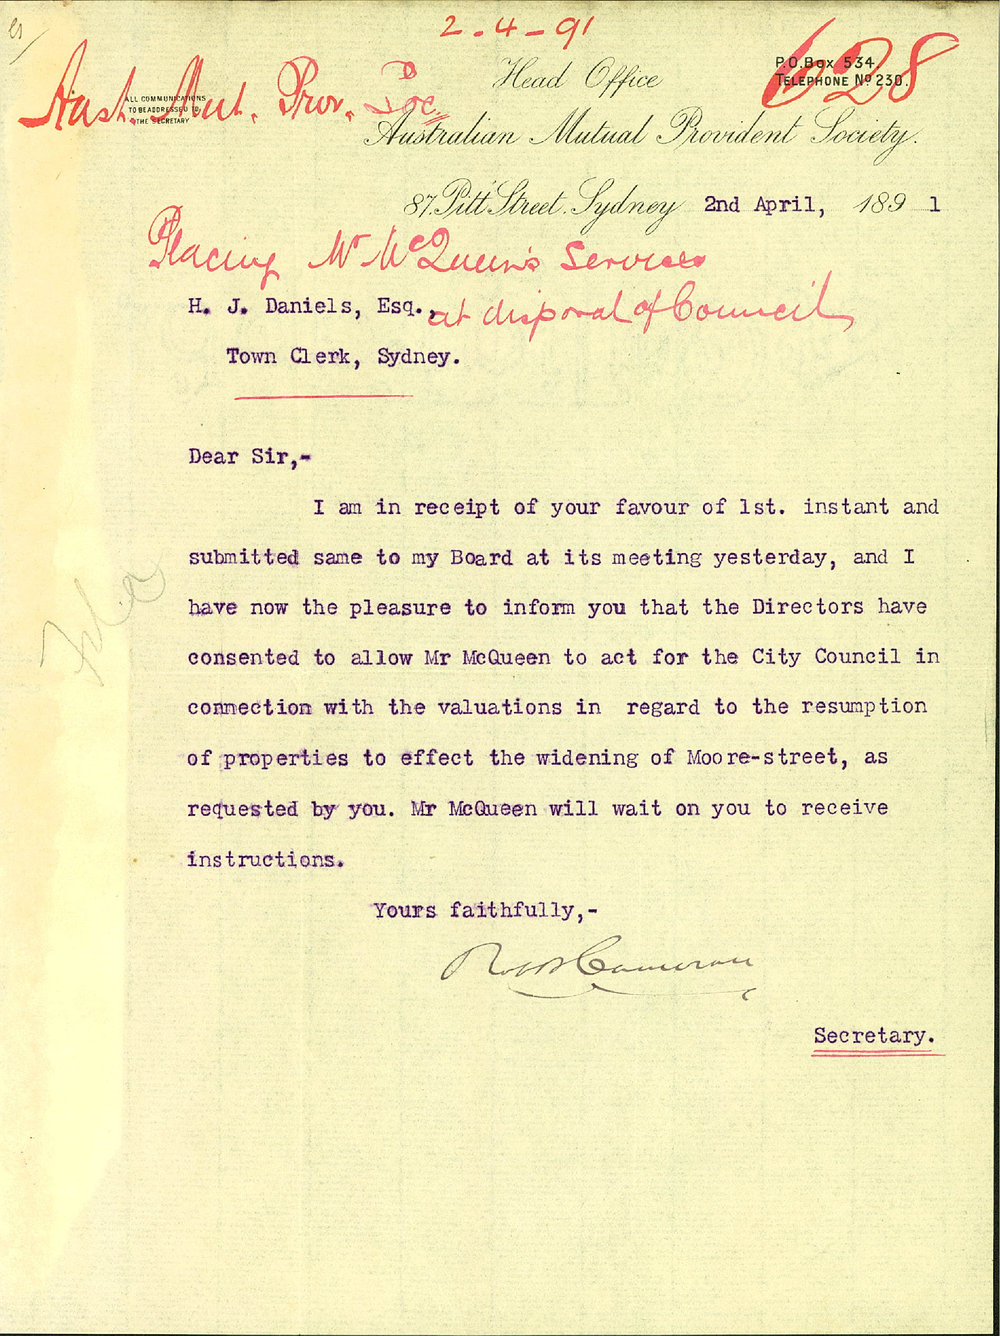 2-4-91
628
P.O.Box 534.
TELEPHONE Nº 230.
Aust. Mut. Prov. Soc
ALL COMMUNICATIONS
TO BE ADDRESSED TO
THE SECRETARY
Head Office
Australian Mutual Provident Society.
87. Pitt Street. Sydney 2nd April, 1891
Placing Mr McQueen's Services
at disposal of Council
H. J. Daniels, Esq.,
Town Clerk, Sydney.
Dear Sir,-
I am in receipt of your favour of 1st. instant and
submitted same to my Board at its meeting yesterday, and I
have now the pleasure to inform you that the Directors have
consented to allow Mr McQueen to act for the City Council in
connection with the valuations in regard to the resumption
of properties to effect the widening of Moore-street, as
requested by you. Mr McQueen will wait on you to receive
instructions.
Yours faithfully,-
Robt Cameron
Secretary.